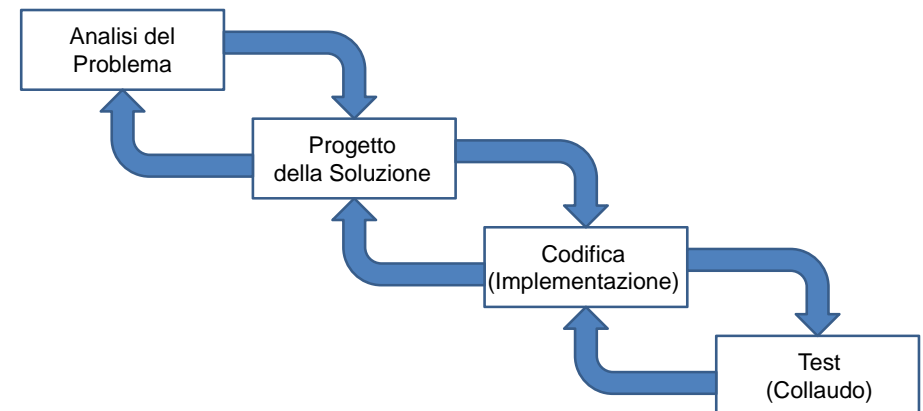 Analisi del
Problema
Progetto
della Soluzione
Codifica
(Implementazione)
Test
(Collaudo)